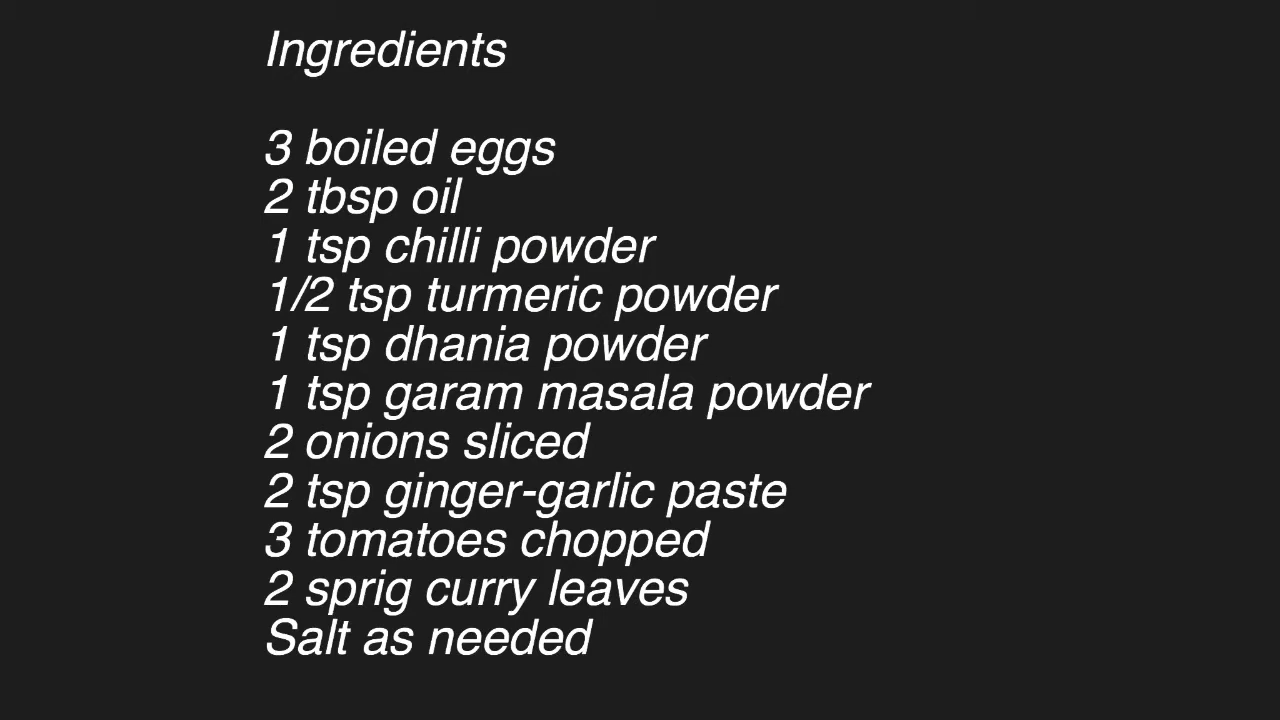 Ingredients
3 boiled eggs
2 tbsp oil
1 tsp chilli powder
1/2 tsp turmeric powder
1 tsp dhania powder
1 tsp garam masala powder
2 onions sliced
2 tsp ginger-garlic paste
3 tomatoes chopped
2 sprig curry leaves
Salt as needed